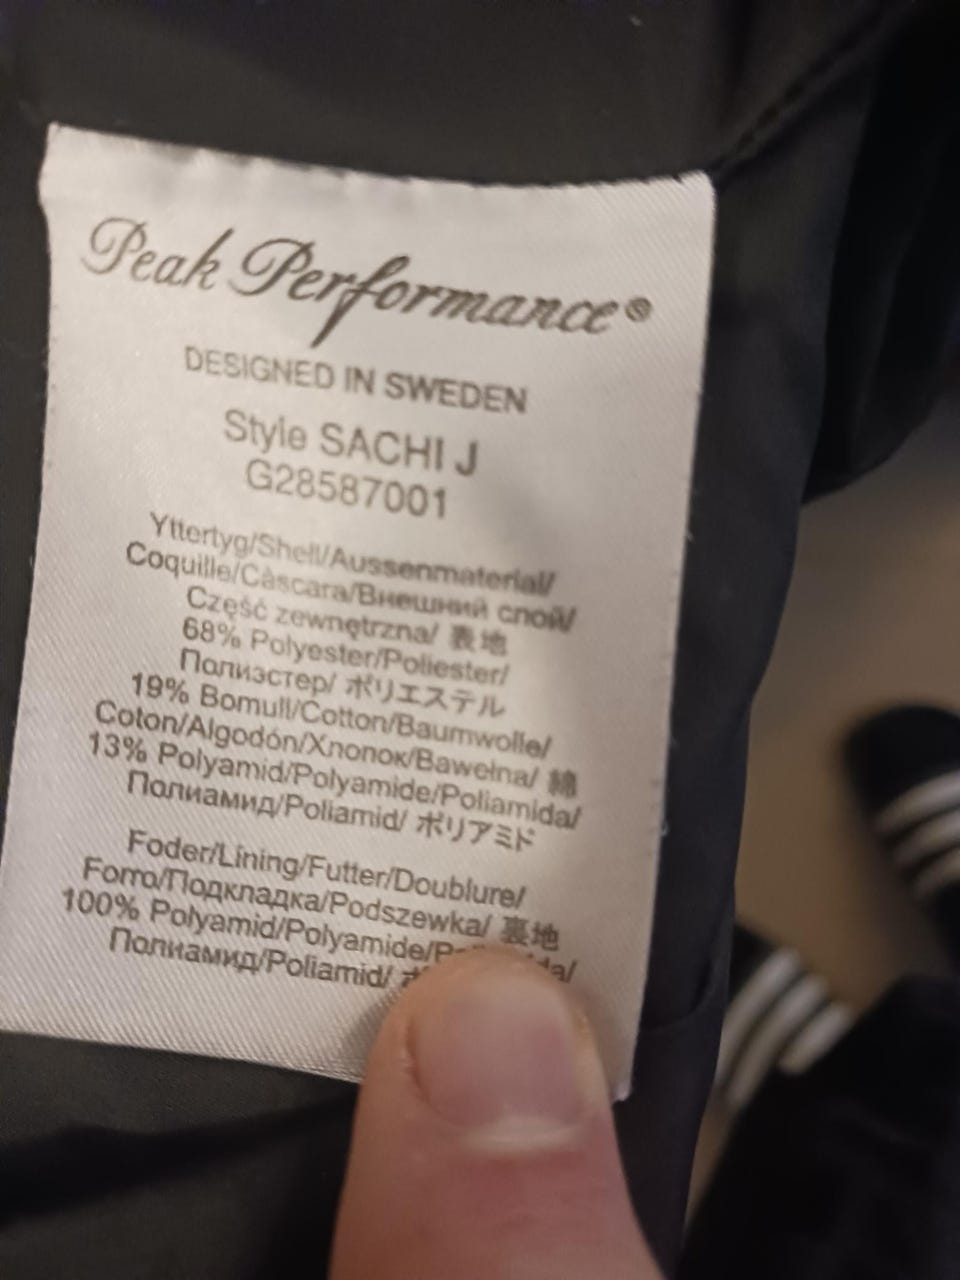 Peak Performance®
DESIGNED IN SWEDEN
Style SACHI J
G28587001
Yttertyg/Shell/Aussenmaterial/
Coquille/Càscara/Внешний слой/
Część zewnętrzna/ 表地
68% Polyester/Poliester/
Полиэстер/ ポリエステル
19% Bomull/Cotton/Baumwolle/
Coton/Algodón/Хлопок/Bawełna/ 綿
13% Polyamid/Polyamide/Poliamida/
Полиамид/Poliamid/ ポリアミド
Foder/Lining/Futter/Doublure/
Forro/Подкладка/Podszewka/ 裏地
100% Polyamid/Polyamide/
Полиамид/Poliamid/